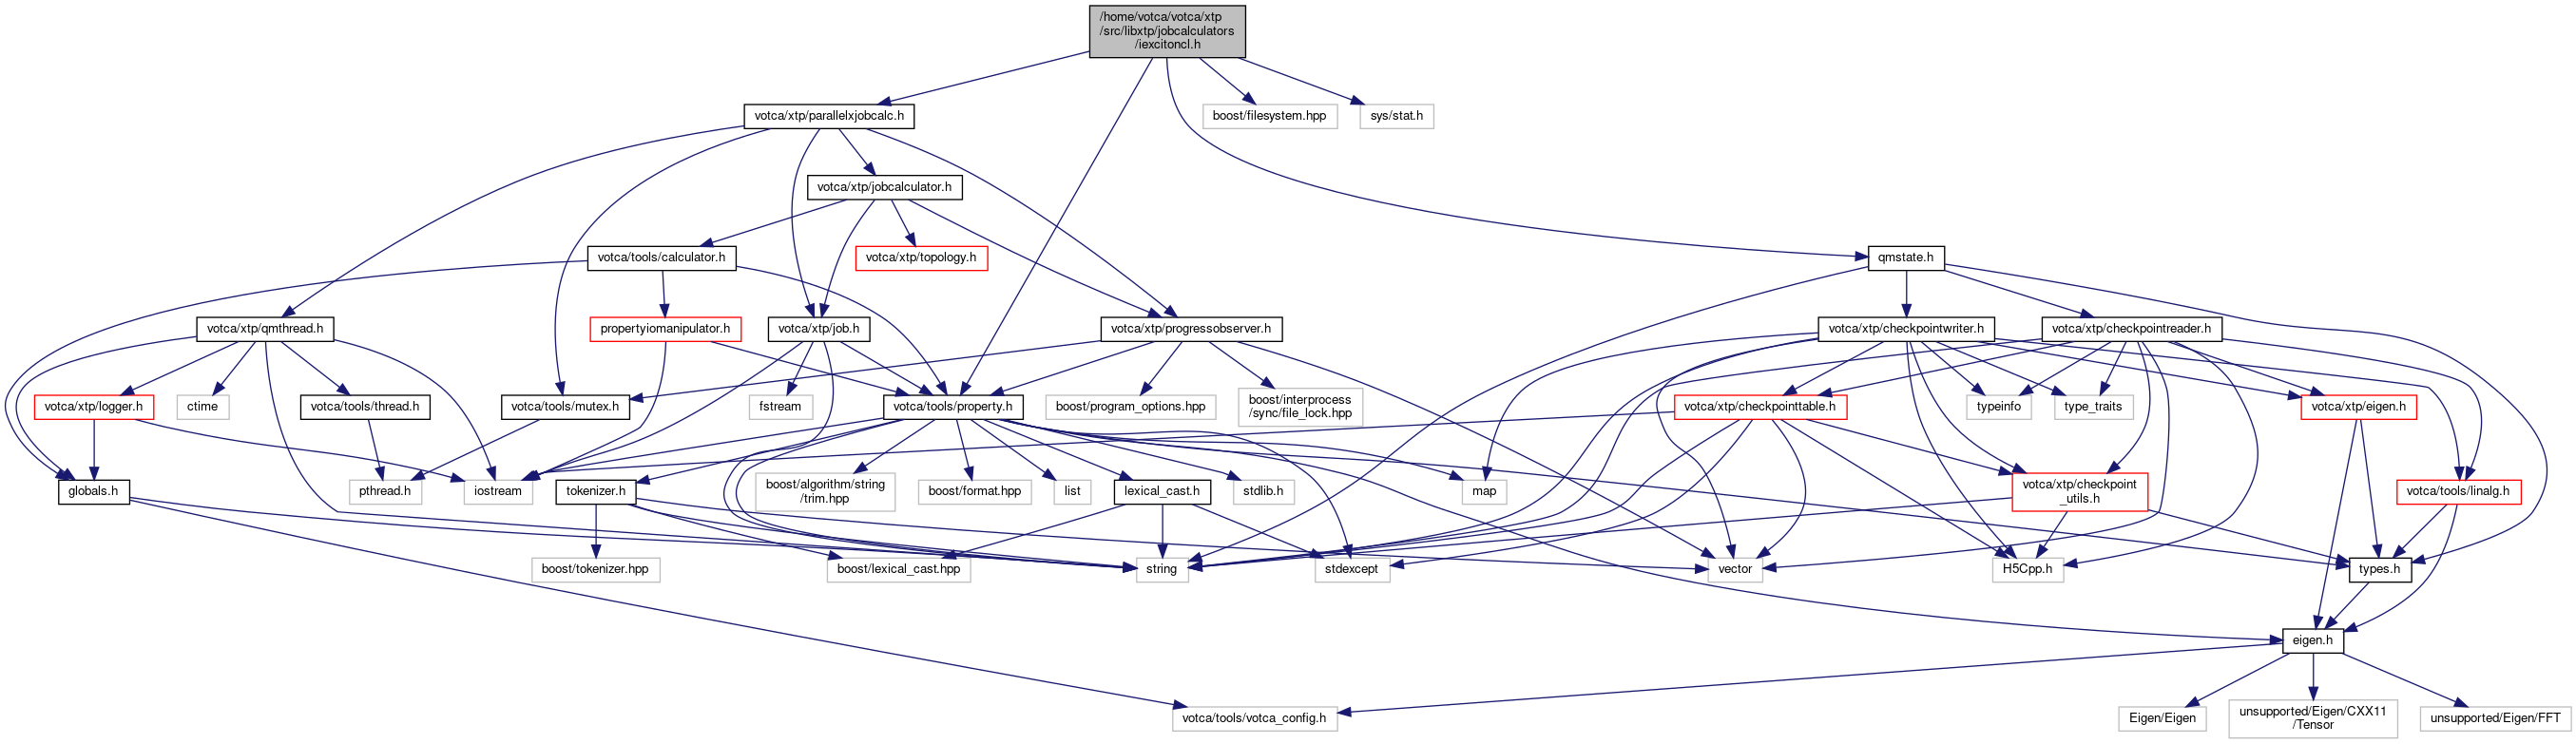 /home/votca/votca/xtp
/src/libxtp/jobcalculators
/iexcitoncl.h
votca/xtp/parallelxjobcalc.h
boost/filesystem.hpp
sys/stat.h
votca/xtp/jobcalculator.h
votca/tools/calculator.h
votca/xtp/topology.h
qmstate.h
votca/xtp/qmthread.h
propertyiomanipulator.h
votca/xtp/job.h
votca/xtp/progressobserver.h
votca/xtp/checkpointwriter.h
votca/xtp/checkpointreader.h
votca/xtp/logger.h
ctime
votca/tools/thread.h
votca/tools/mutex.h
fstream
votca/tools/property.h
boost/program_options.hpp
boost/interprocess
/sync/file_lock.hpp
votca/xtp/checkpointtable.h
typeinfo
type_traits
votca/xtp/eigen.h
globals.h
pthread.h
iostream
tokenizer.h
boost/algorithm/string
/trim.hpp
boost/format.hpp
list
lexical_cast.h
stdlib.h
map
votca/xtp/checkpoint
_utils.h
votca/tools/linalg.h
boost/tokenizer.hpp
boost/lexical_cast.hpp
string
stdexcept
vector
H5Cpp.h
types.h
eigen.h
votca/tools/votca_config.h
Eigen/Eigen
unsupported/Eigen/CXX11
/Tensor
unsupported/Eigen/FFT